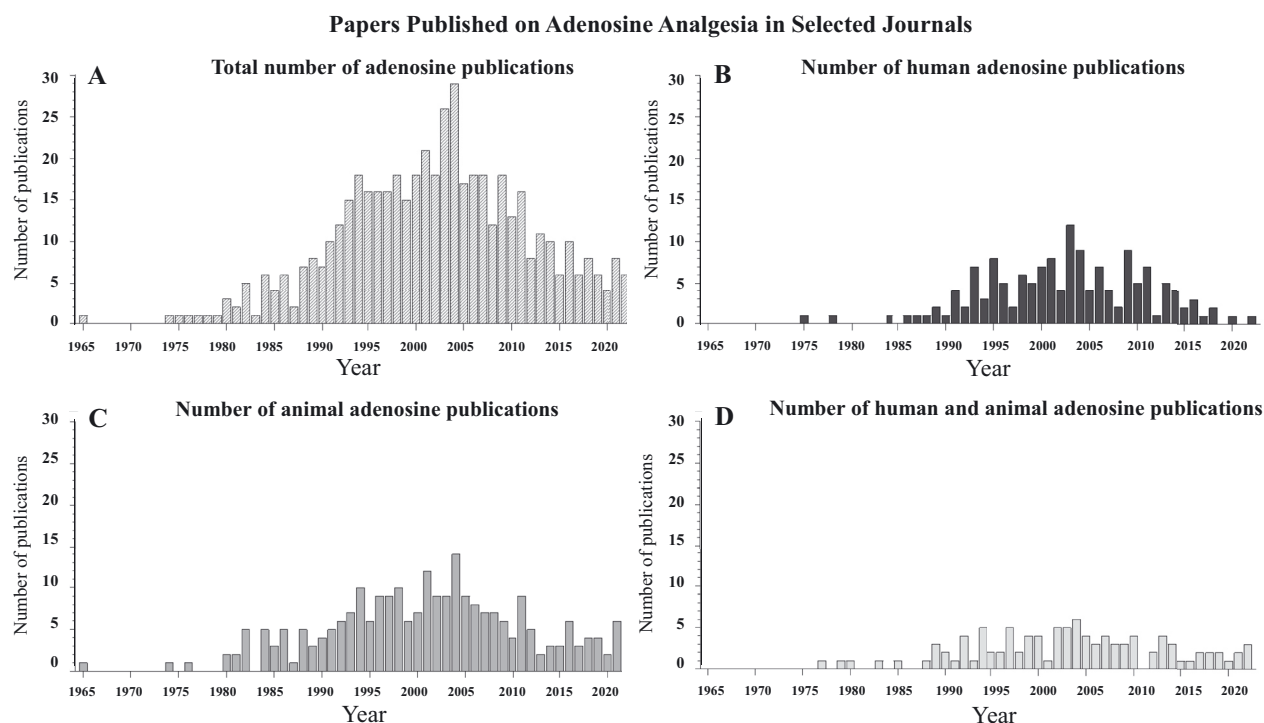 Papers Published on Adenosine Analgesia in Selected Journals
A
Total number of adenosine publications
30
25
20
15
10
5
0
Number of publications
1965 1970 1975 1980 1985 1990 1995 2000 2005 2010 2015 2020
Year
B
Number of human adenosine publications
30
25
20
15
10
5
0
Number of publications
1965 1970 1975 1980 1985 1990 1995 2000 2005 2010 2015 2020
Year
C
Number of animal adenosine publications
30
25
20
15
10
5
0
Number of publications
1965 1970 1975 1980 1985 1990 1995 2000 2005 2010 2015 2020
Year
D
Number of human and animal adenosine publications
30
25
20
15
10
5
0
Number of publications
1965 1970 1975 1980 1985 1990 1995 2000 2005 2010 2015 2020
Year